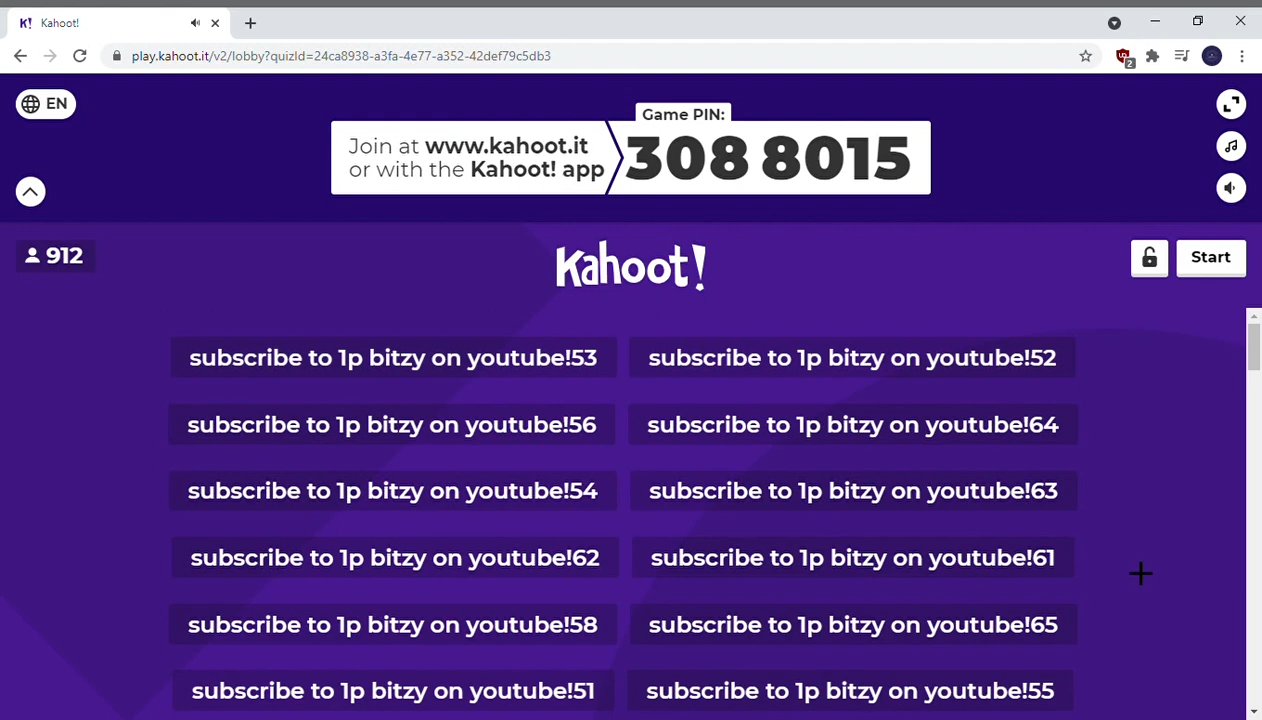 K! Kahoot!
play.kahoot.it/v2/lobby?quizId=24ca8938-a3fa-4e77-a352-42def79c5db3
2
EN
Game PIN:
Join at www.kahoot.it
or with the Kahoot! app
308 8015
912
Kahoot!
Start
subscribe to 1p bitzy on youtube!53
subscribe to 1p bitzy on youtube!52
subscribe to 1p bitzy on youtube!56
subscribe to 1p bitzy on youtube!64
subscribe to 1p bitzy on youtube!54
subscribe to 1p bitzy on youtube!63
subscribe to 1p bitzy on youtube!62
subscribe to 1p bitzy on youtube!61
subscribe to 1p bitzy on youtube!58
subscribe to 1p bitzy on youtube!65
subscribe to 1p bitzy on youtube!51
subscribe to 1p bitzy on youtube!55